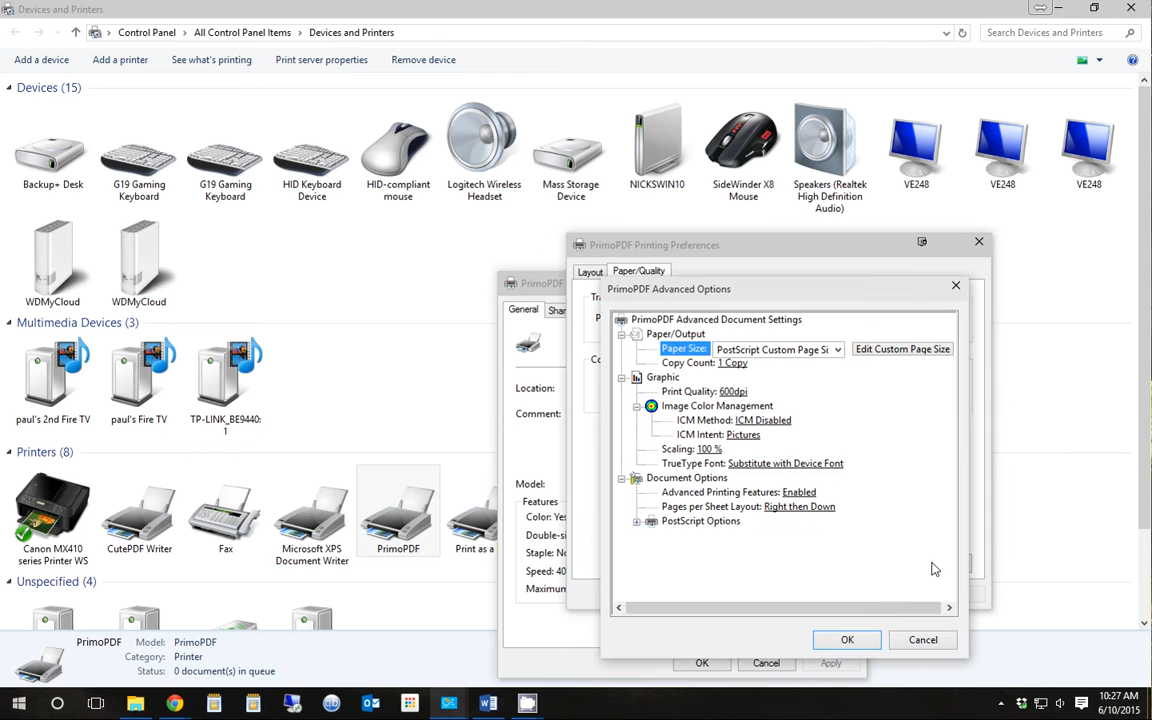 Devices and Printers
Control Panel > All Control Panel Items > Devices and Printers
Search Devices and Printers
Add a device Add a printer See what's printing Print server properties Remove device
Devices (15)
Backup+ Desk
G19 Gaming
Keyboard
G19 Gaming
Keyboard
HID Keyboard
Device
HID-compliant
mouse
Logitech Wireless
Headset
Mass Storage
Device
NICKSWIN10
SideWinder X8
Mouse
Speakers (Realtek
High Definition
Audio)
VE248
VE248
VE248
WDMyCloud
WDMyCloud
Multimedia Devices (3)
paul's 2nd Fire TV
paul's Fire TV
TP-LINK_BE9440:
1
Printers (8)
Canon MX410
series Printer WS
CutePDF Writer
Fax
Microsoft XPS
Document Writer
PrimoPDF
Print as a
Unspecified (4)
PrimoPDF
General Shar
Location:
Comment:
Model:
Features
Color: Yes
Double-si
Staple: No
Speed: 40
Maximum
OK Cancel Apply
PrimoPDF Printing Preferences
Layout Paper/Quality
Tra
P
Co
PrimoPDF Advanced Options
PrimoPDF Advanced Document Settings
Paper/Output
Paper Size: PostScript Custom Page Si Edit Custom Page Size
Copy Count: 1 Copy
Graphic
Print Quality: 600dpi
Image Color Management
ICM Method: ICM Disabled
ICM Intent: Pictures
Scaling: 100 %
TrueType Font: Substitute with Device Font
Document Options
Advanced Printing Features: Enabled
Pages per Sheet Layout: Right then Down
PostScript Options
OK Cancel
PrimoPDF Model: PrimoPDF
Category: Printer
Status: 0 document(s) in queue
10:27 AM
6/10/2015